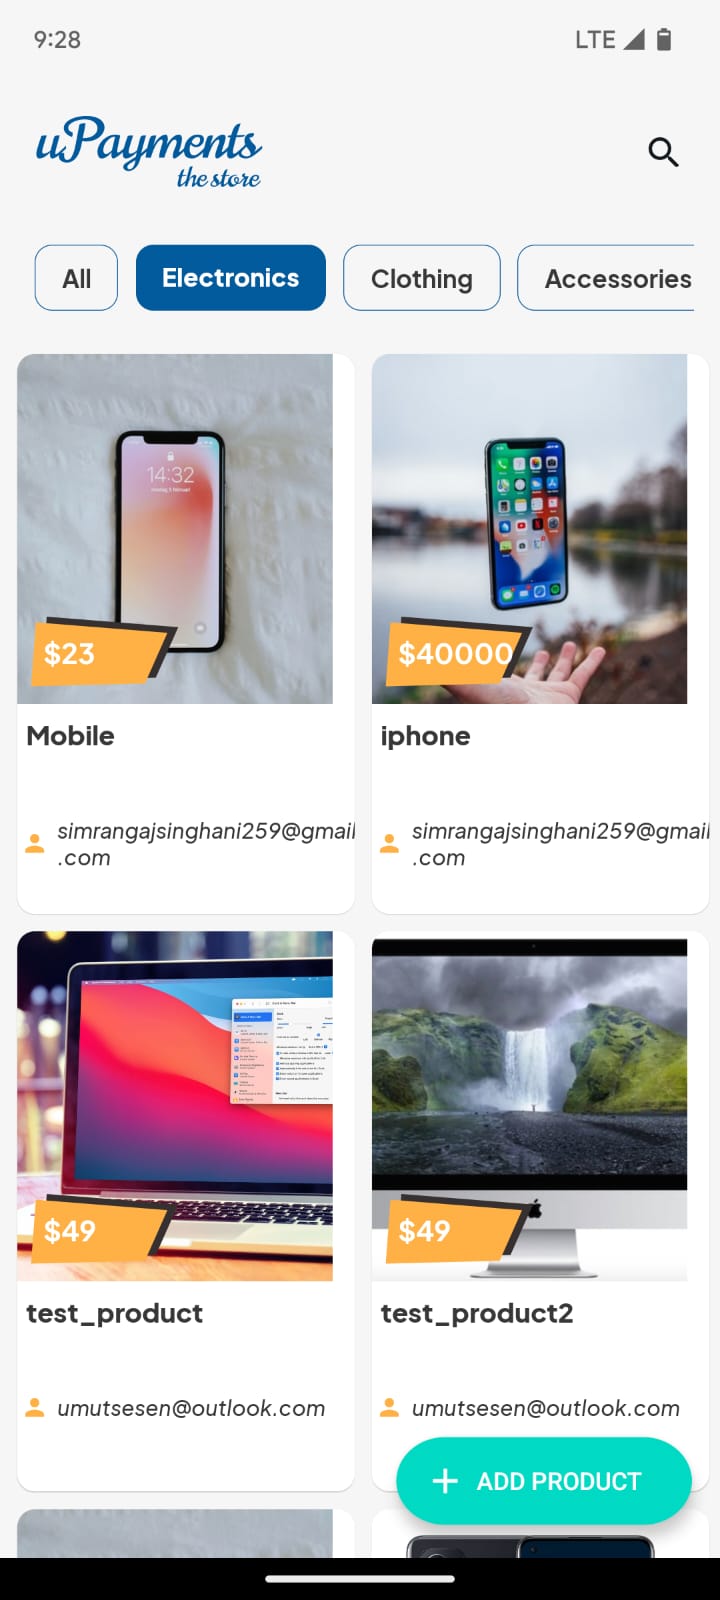 9:28 LTE
uPayments
the store
All Electronics Clothing Accessories
14:32
$23
$40000
Mobile
iphone
simrangajsinghani259@gmail
.com
simrangajsinghani259@gmail
.com
$49
$49
test_product
test_product2
umutsesen@outlook.com
umutsesen@outlook.com
ADD PRODUCT